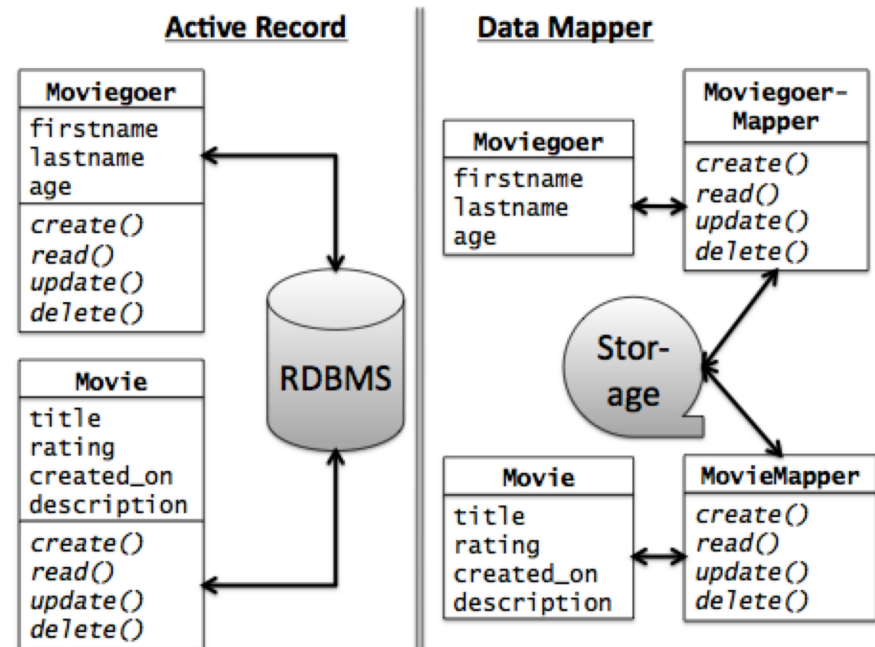 Active Record
Moviegoer
firstname
lastname
age
create()
read()
update()
delete()
RDBMS
Movie
title
rating
created_on
description
create()
read()
update()
delete()
Data Mapper
Moviegoer
firstname
lastname
age
Moviegoer-
Mapper
create()
read()
update()
delete()
Stor-
age
Movie
title
rating
created_on
description
MovieMapper
create()
read()
update()
delete()